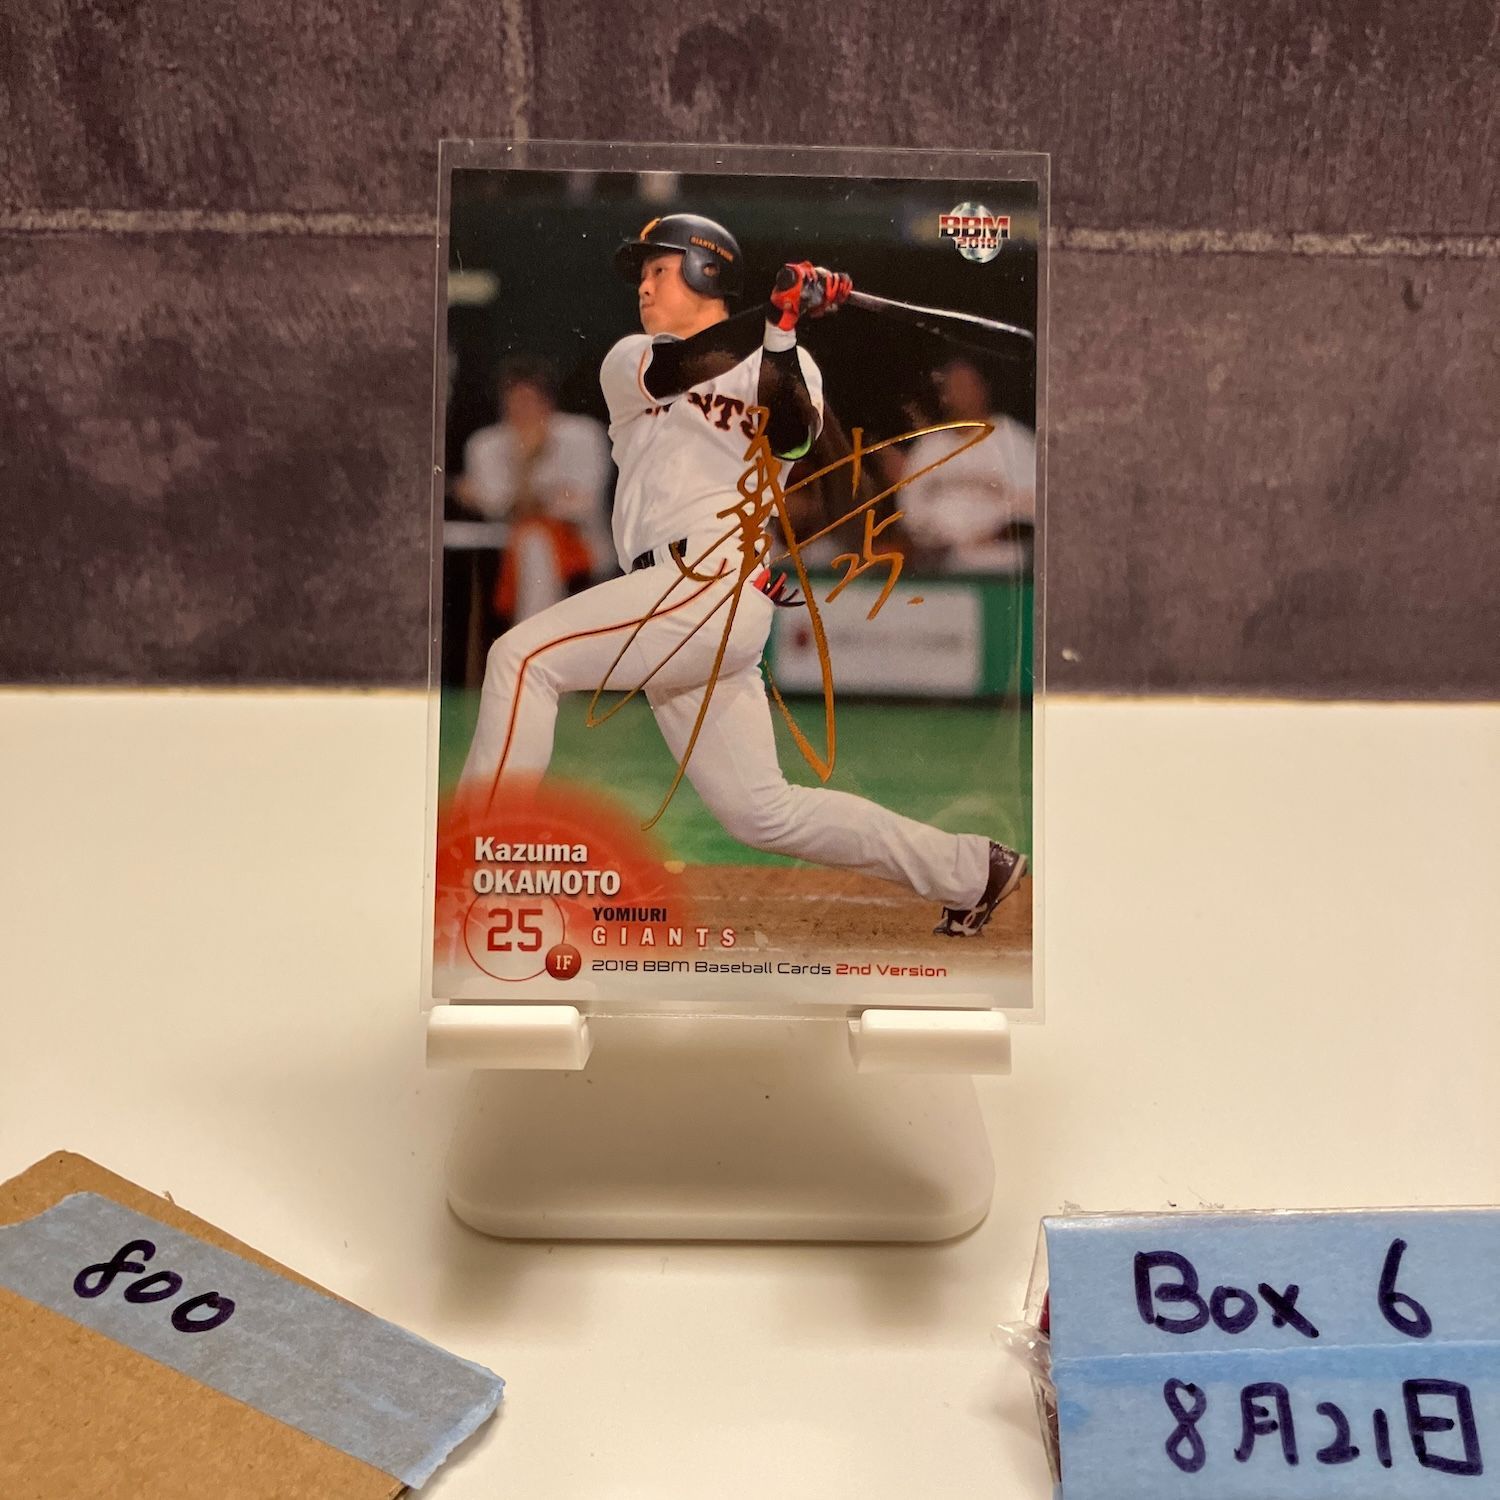 BBM
2018
25.
Kazuma
OKAMOTO
25
IF
YOMIURI
GIANTS
2018 BBM Baseball Cards 2nd Version
800
Box 6
8月21日